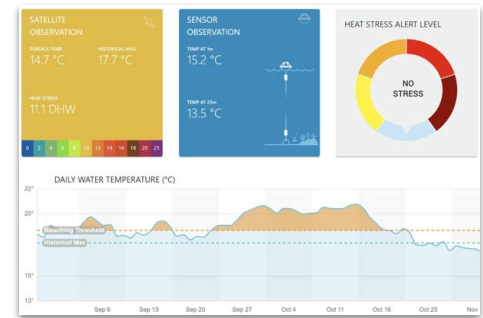 SATELLITE
OBSERVATION
SURFACE TEMP
14.7 °C
HISTORICAL MAX
17.7 °C
HEAT STRESS
11.1 DHW
0 2 4 6 8 10 12 14 16 18 20 25
SENSOR
OBSERVATION
TEMP AT 1m
15.2 °C
TEMP AT 25m
13.5 °C
HEAT STRESS ALERT LEVEL
NO
STRESS
DAILY WATER TEMPERATURE (°C)
22°
20°
Bleaching Threshold
Historical Max
15°
13°
Sep 6 Sep 13 Sep 20 Sep 27 Oct 4 Oct 11 Oct 18 Oct 25 Nov